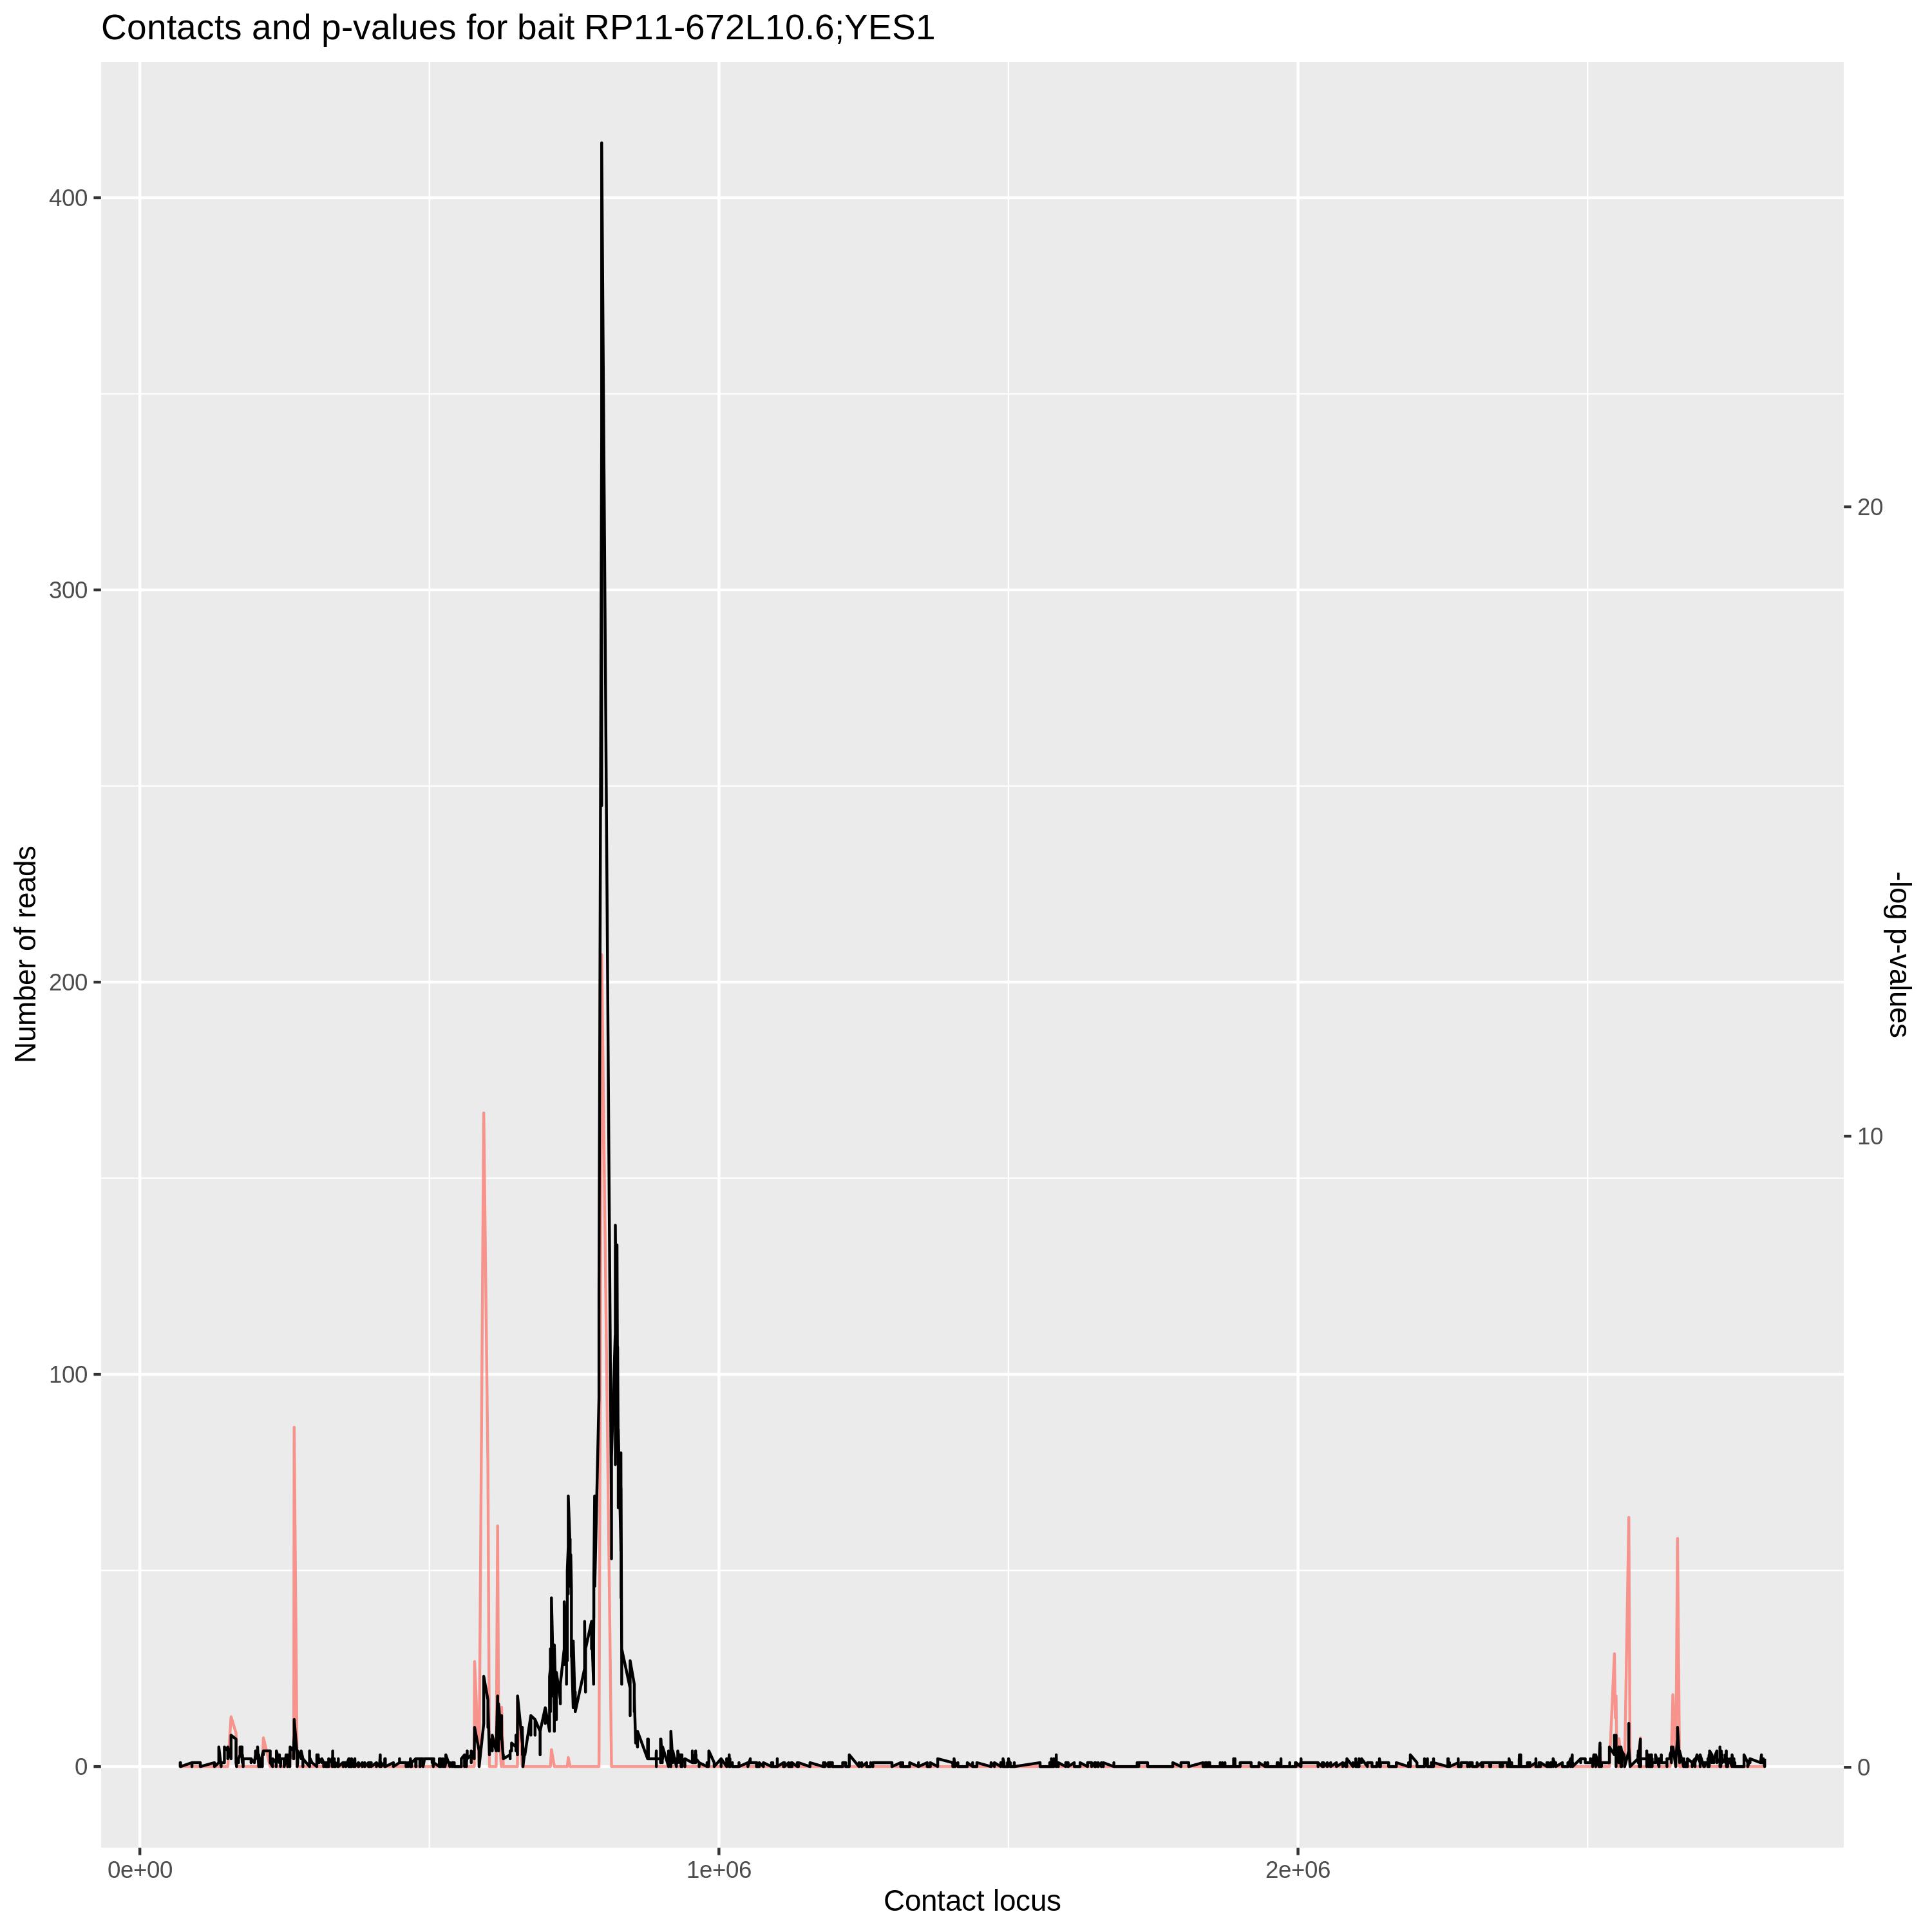 Contacts and p-values for bait RP11-672L10.6;YES1
400
300
200
100
0
Number of reads
20
10
0
-log p-values
0e+00
1e+06
2e+06
Contact locus